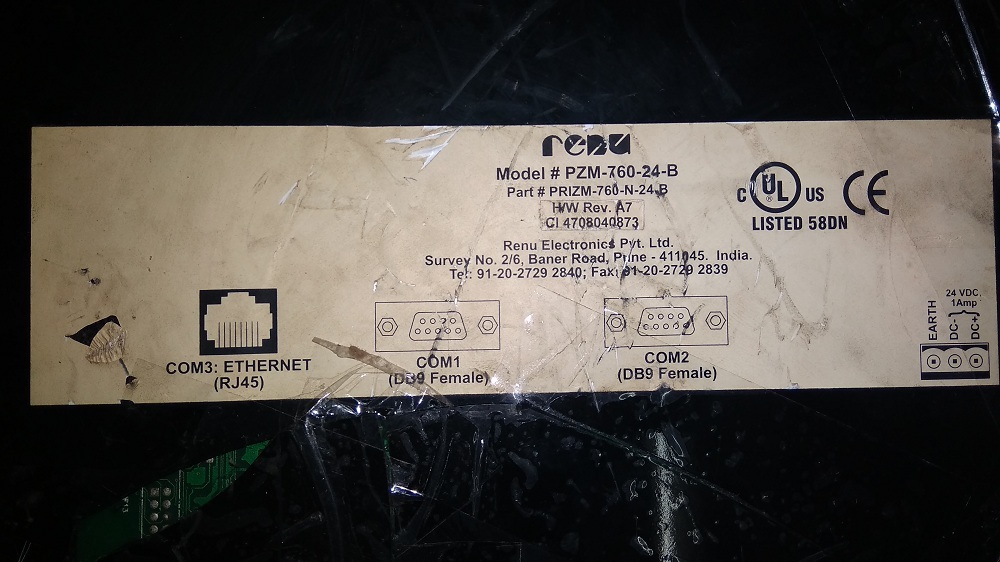 renu
Model # PZM-760-24-B
Part # PRIZM-760-N-24-B
H/W Rev. A7
CI 4708040873
Renu Electronics Pvt. Ltd.
Survey No. 2/6, Baner Road, Pune - 411045. India.
Tel: 91-20-2729 2840; Fax: 91-20-2729 2839
C UL US
LISTED 58DN
CE
COM3: ETHERNET
(RJ45)
COM1
(DB9 Female)
COM2
(DB9 Female)
24 VDC,
1Amp
EARTH
DC-
DC+